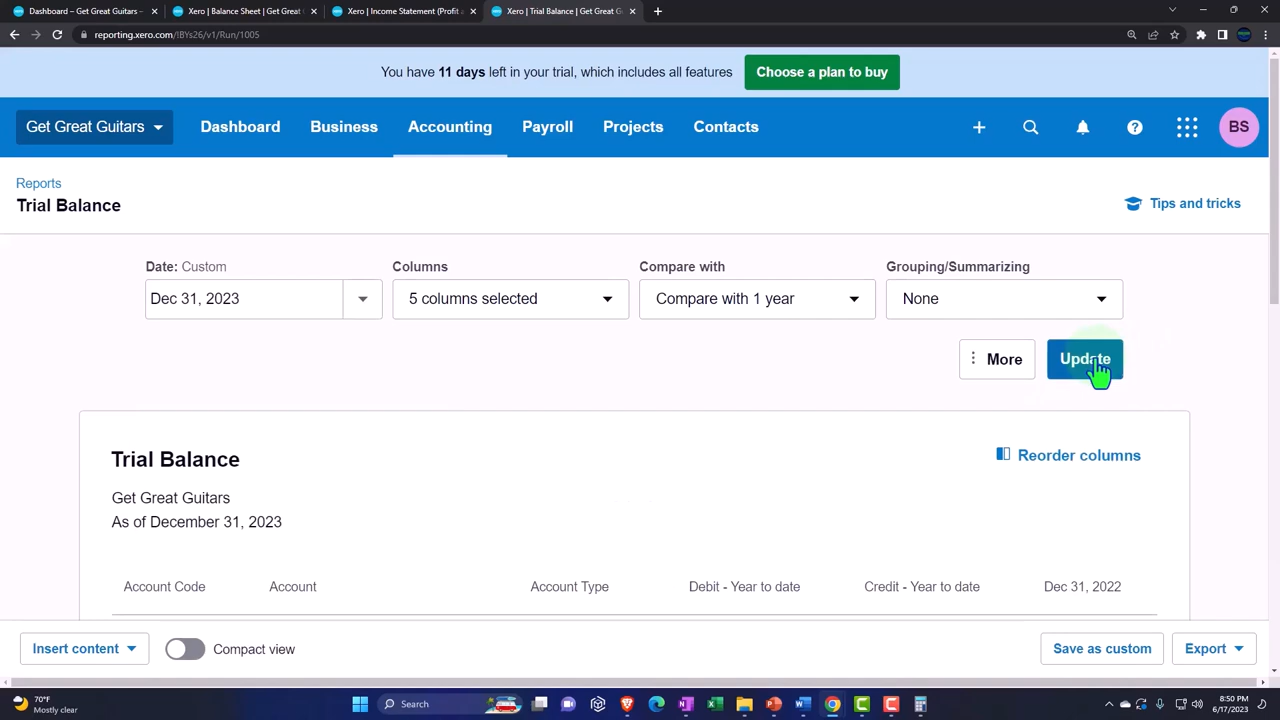 Dashboard – Get Great Guitars –
Xero | Balance Sheet | Get Great G
Xero | Income Statement (Profit a
Xero | Trial Balance | Get Great Gu
reporting.xero.com/!BYs26/v1/Run/1005
You have 11 days left in your trial, which includes all features
Choose a plan to buy
Get Great Guitars
Dashboard
Business
Accounting
Payroll
Projects
Contacts
BS
Reports
Trial Balance
Tips and tricks
Date: Custom
Columns
Compare with
Grouping/Summarizing
Dec 31, 2023
5 columns selected
Compare with 1 year
None
More
Update
Trial Balance
Reorder columns
Get Great Guitars
As of December 31, 2023
Account Code
Account
Account Type
Debit - Year to date
Credit - Year to date
Dec 31, 2022
Insert content
Compact view
Save as custom
Export
70°F
Mostly clear
Search
8:50 PM
6/17/2023